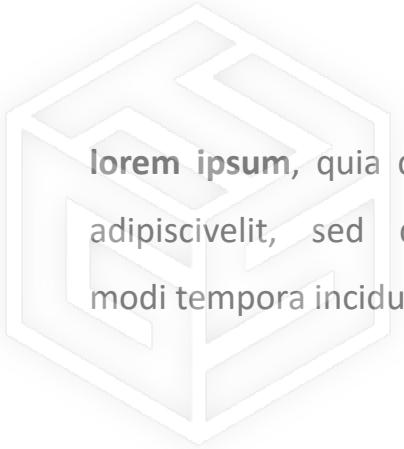 lorem ipsum, quia
adipiscivelit, sed
modi tempora incidu